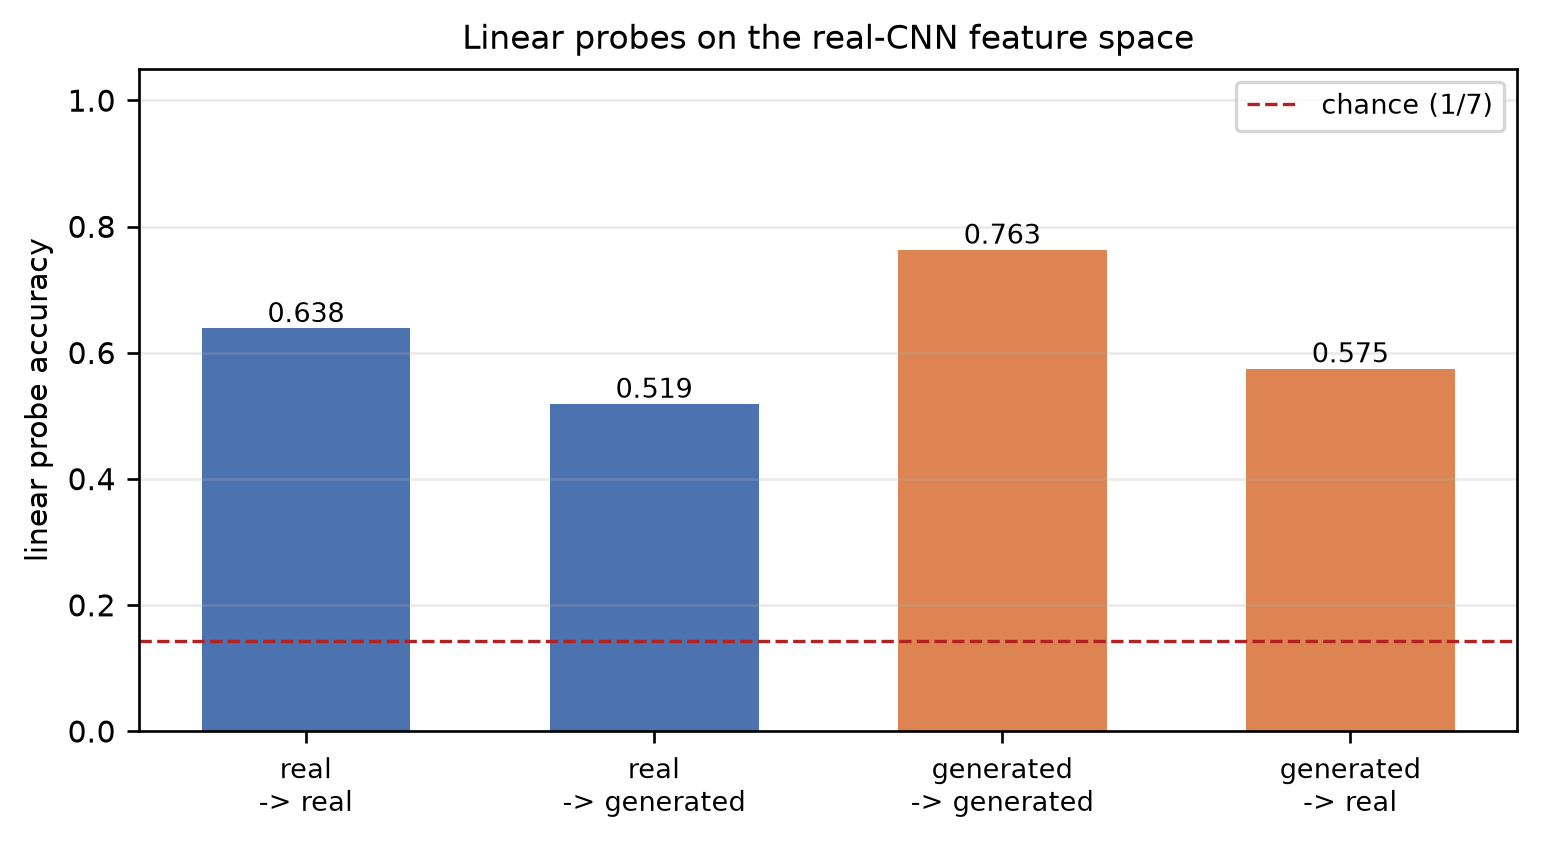 Linear probes on the real-CNN feature space
chance (1/7)
linear probe accuracy
1.0
0.8
0.6
0.4
0.2
0.0
0.638
0.519
0.763
0.575
real
-> real
real
-> generated
generated
-> generated
generated
-> real